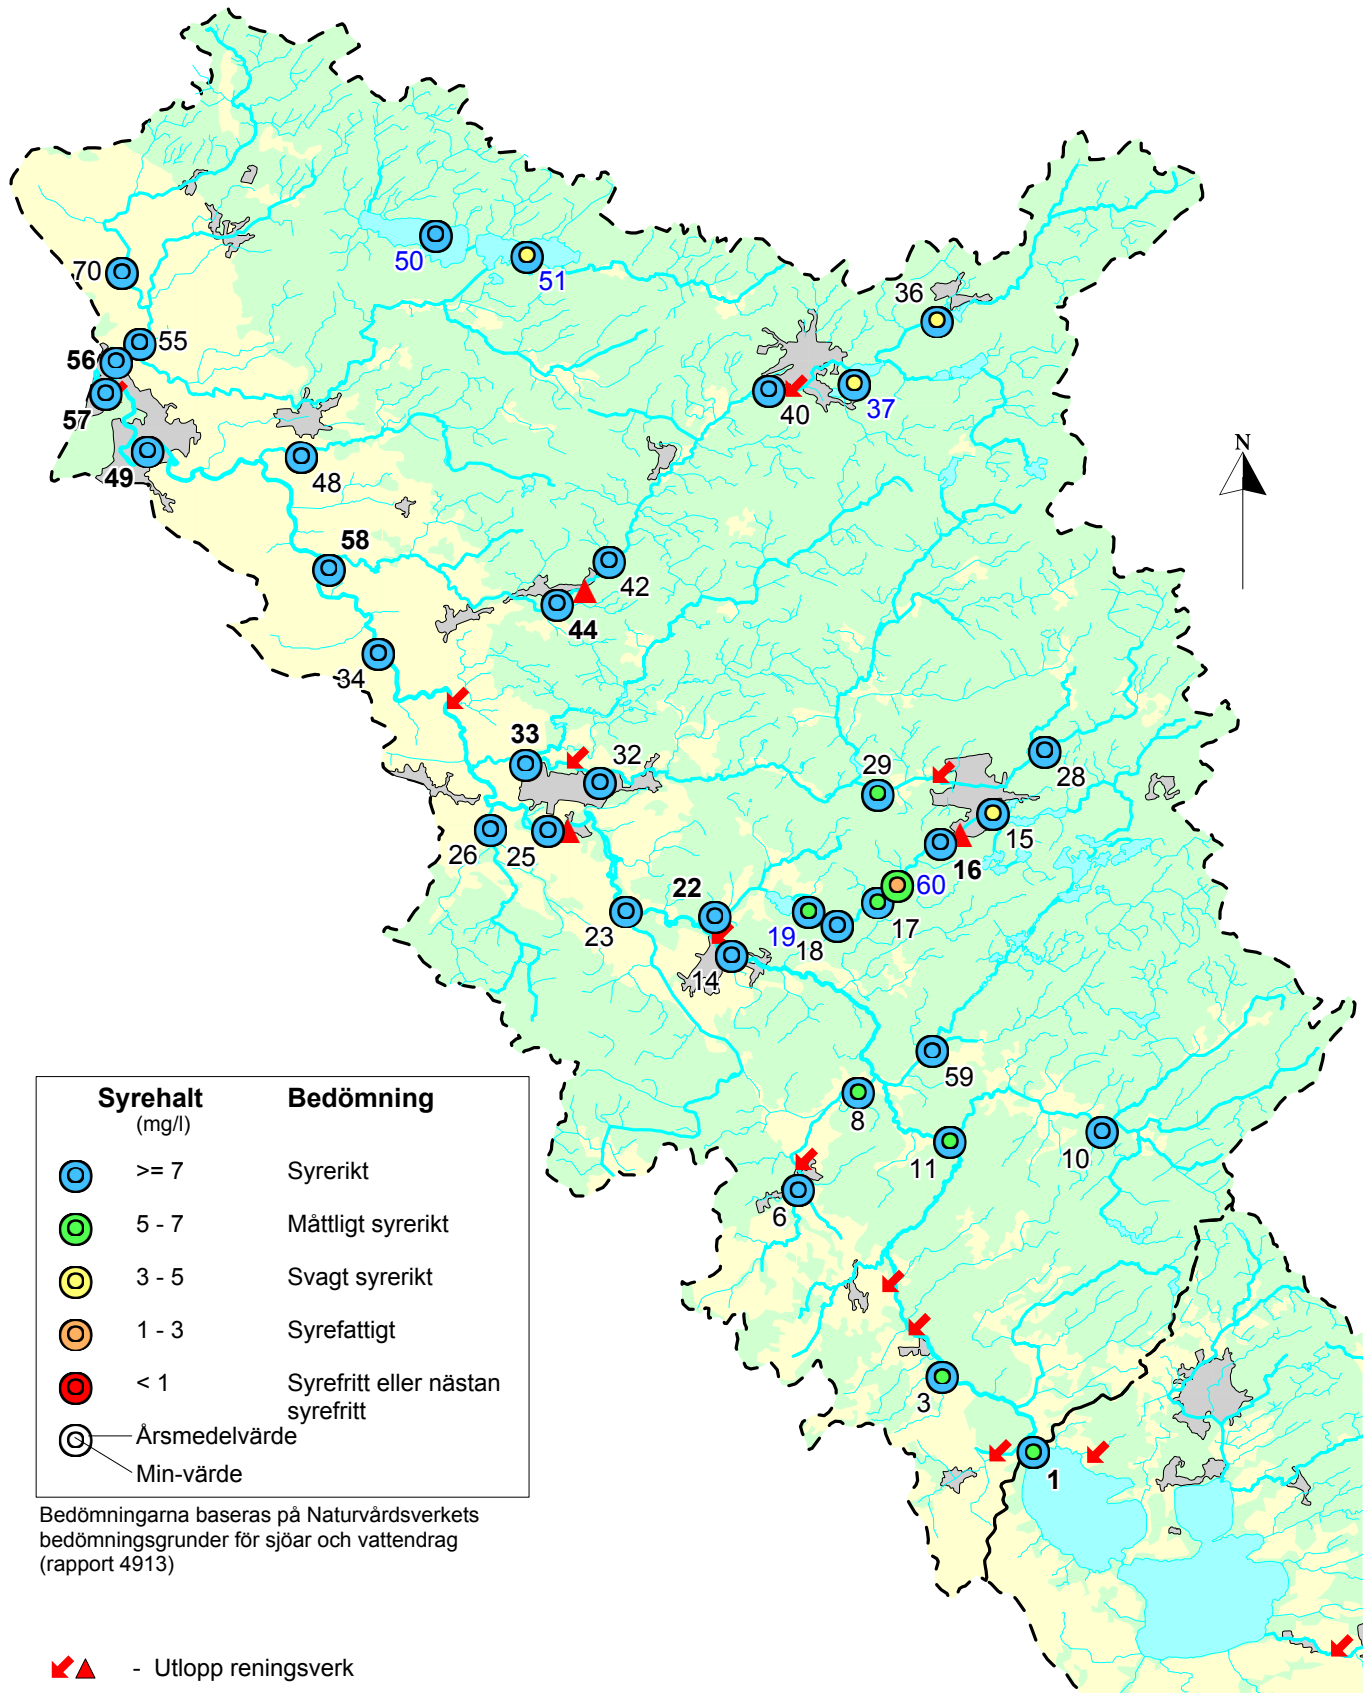 50
51
70
36
55
56
57
40
37
N
49
48
58
42
44
34
33
32
29
28
26
25
15
16
60
22
17
23
19
18
14
59
8
11
10
6
3
1
Syrehalt Bedömning
(mg/l)
>= 7 Syrerikt
5 - 7 Måttligt syrerikt
3 - 5 Svagt syrerikt
1 - 3 Syrefattigt
< 1 Syrefritt eller nästan
syrefritt
Årsmedelvärde
Min-värde
Bedömningarna baseras på Naturvårdsverkets
bedömningsgrunder för sjöar och vattendrag
(rapport 4913)
- Utlopp reningsverk